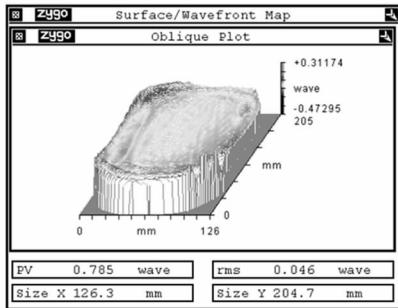 zygo Surface/Wavefront Map
zygo Oblique Plot
+0.31174
wave
-0.47295
205
mm
0
0 mm 126
PV 0.785 wave
rms 0.046 wave
Size X 126.3 mm
Size Y 204.7 mm